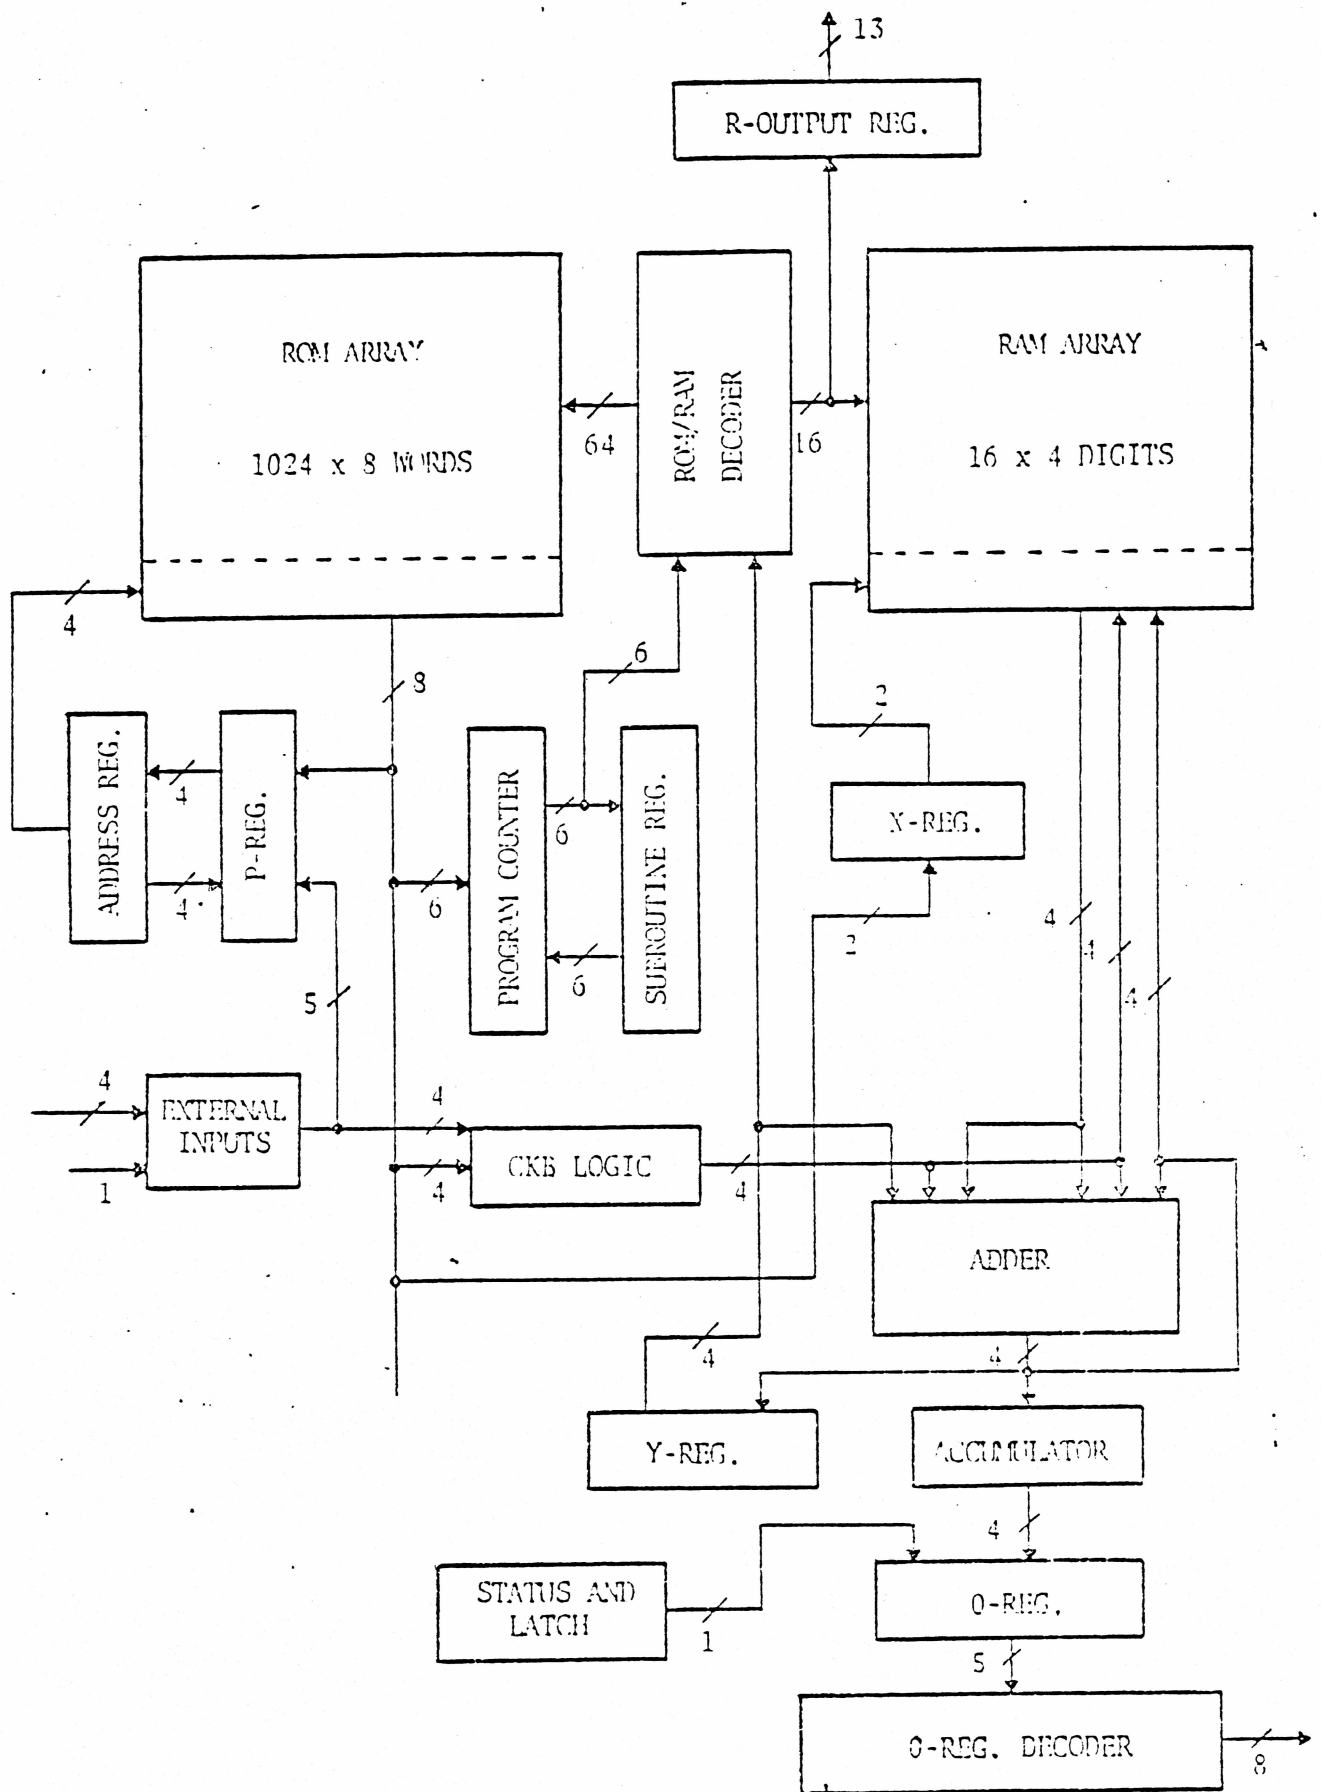 13
R-OUTPUT REG.
ROM ARRAY
1024 x 8 WORDS
64
ROM/RAM
DECODER
16
RAM ARRAY
16 x 4 DIGITS
4
8
6
2
ADDRESS REG.
4
4
P-REG.
6
PROGRAM COUNTER
6
6
SUBROUTINE REG.
X-REG.
2
5
4
4
4
4
1
EXTERNAL
INPUTS
4
4
CKB LOGIC
4
ADDER
4
4
Y-REG.
ACCUMULATOR
4
STATUS AND
LATCH
1
O-REG.
5
O-REG. DECODER
8